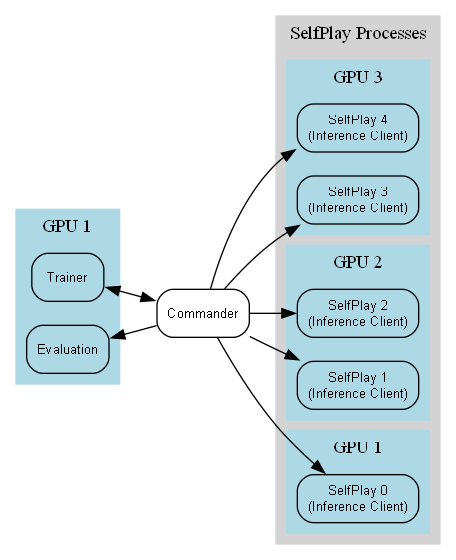 SelfPlay Processes
GPU 3
SelfPlay 4
(Inference Client)
SelfPlay 3
(Inference Client)
GPU 1
Trainer
Evaluation
Commander
GPU 2
SelfPlay 2
(Inference Client)
SelfPlay 1
(Inference Client)
GPU 1
SelfPlay 0
(Inference Client)